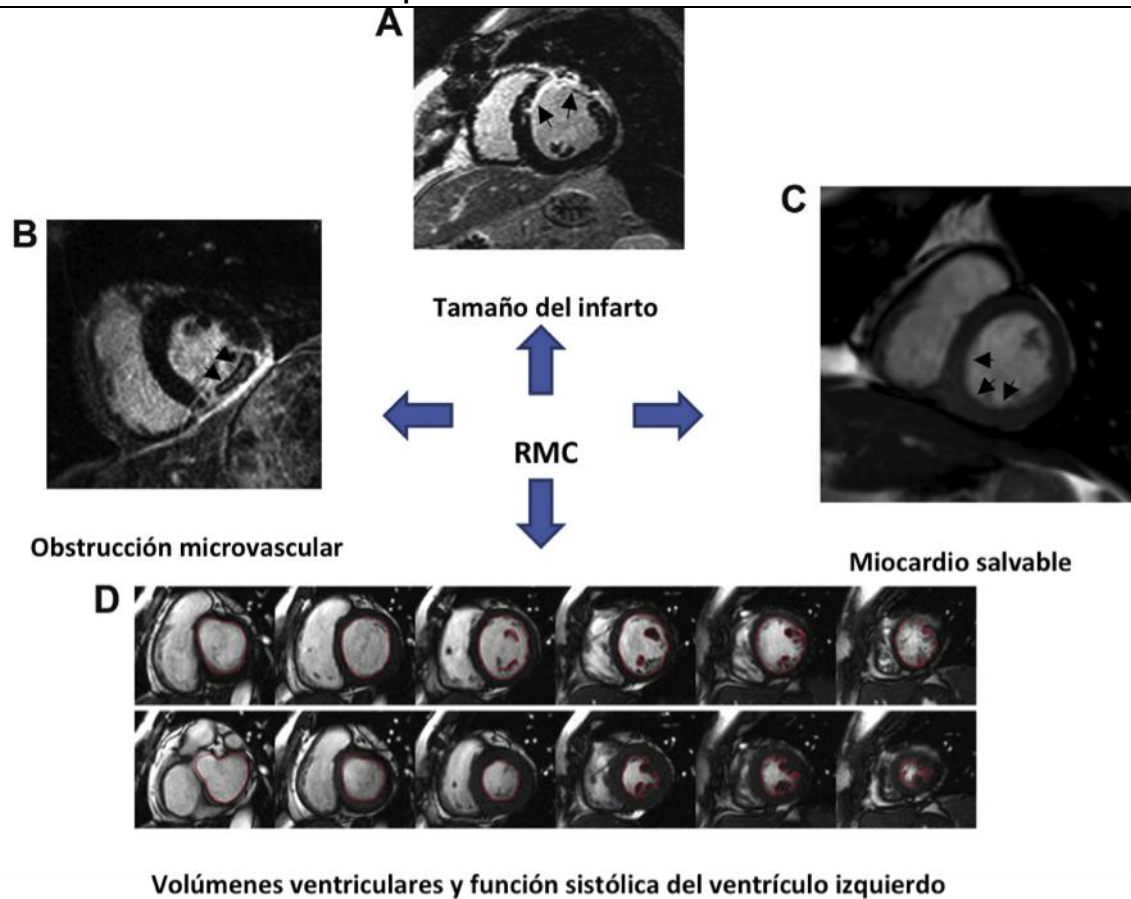 A
Tamaño del infarto
B
Obstrucción microvascular
C
Miocardio salvable
RMC
D
Volúmenes ventriculares y función sistólica del ventrículo izquierdo